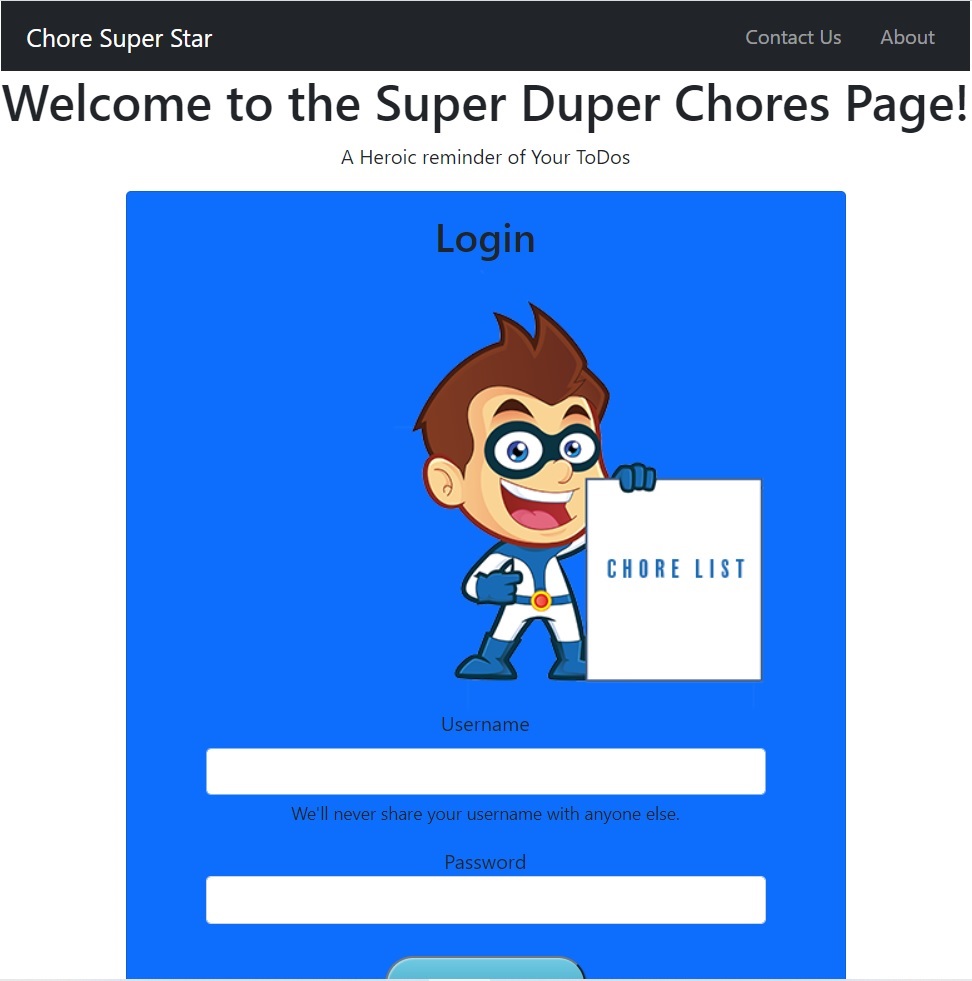 Chore Super Star
Contact Us
About
Welcome to the Super Duper Chores Page!
A Heroic reminder of Your ToDos
Login
CHORE LIST
Username
We'll never share your username with anyone else.
Password